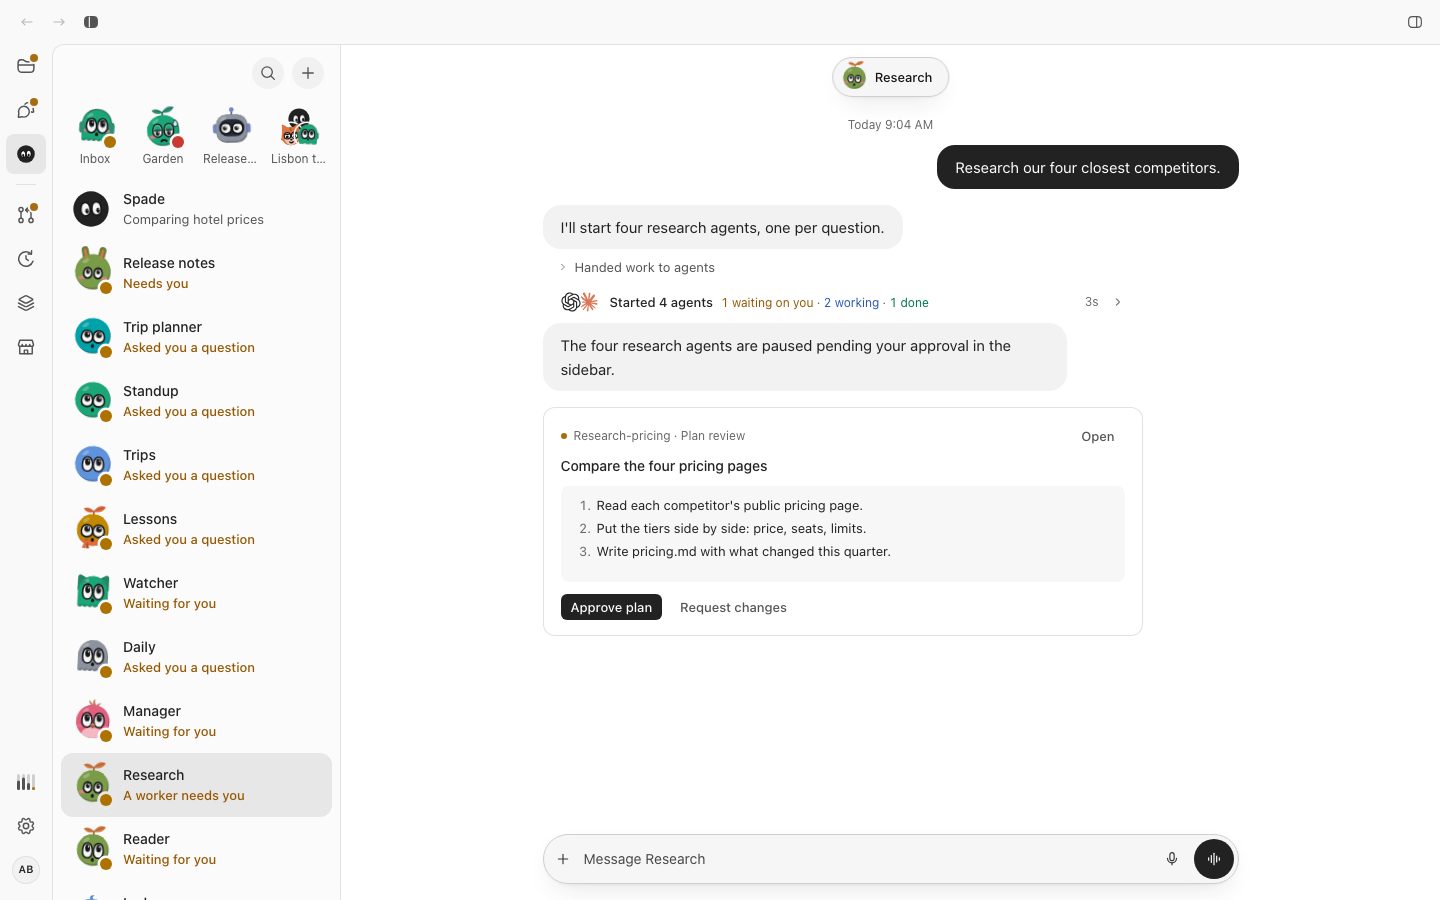 Inbox
Garden
Release...
Lisbon t...
Spade
Comparing hotel prices
Release notes
Needs you
Trip planner
Asked you a question
Standup
Asked you a question
Trips
Asked you a question
Lessons
Asked you a question
Watcher
Waiting for you
Daily
Asked you a question
Manager
Waiting for you
Research
A worker needs you
Reader
Waiting for you
AB
Research
Today 9:04 AM
Research our four closest competitors.
I'll start four research agents, one per question.
Handed work to agents
Started 4 agents 1 waiting on you · 2 working · 1 done 3s
The four research agents are paused pending your approval in the
sidebar.
Research-pricing · Plan review Open
Compare the four pricing pages
1. Read each competitor's public pricing page.
2. Put the tiers side by side: price, seats, limits.
3. Write pricing.md with what changed this quarter.
Approve plan Request changes
Message Research